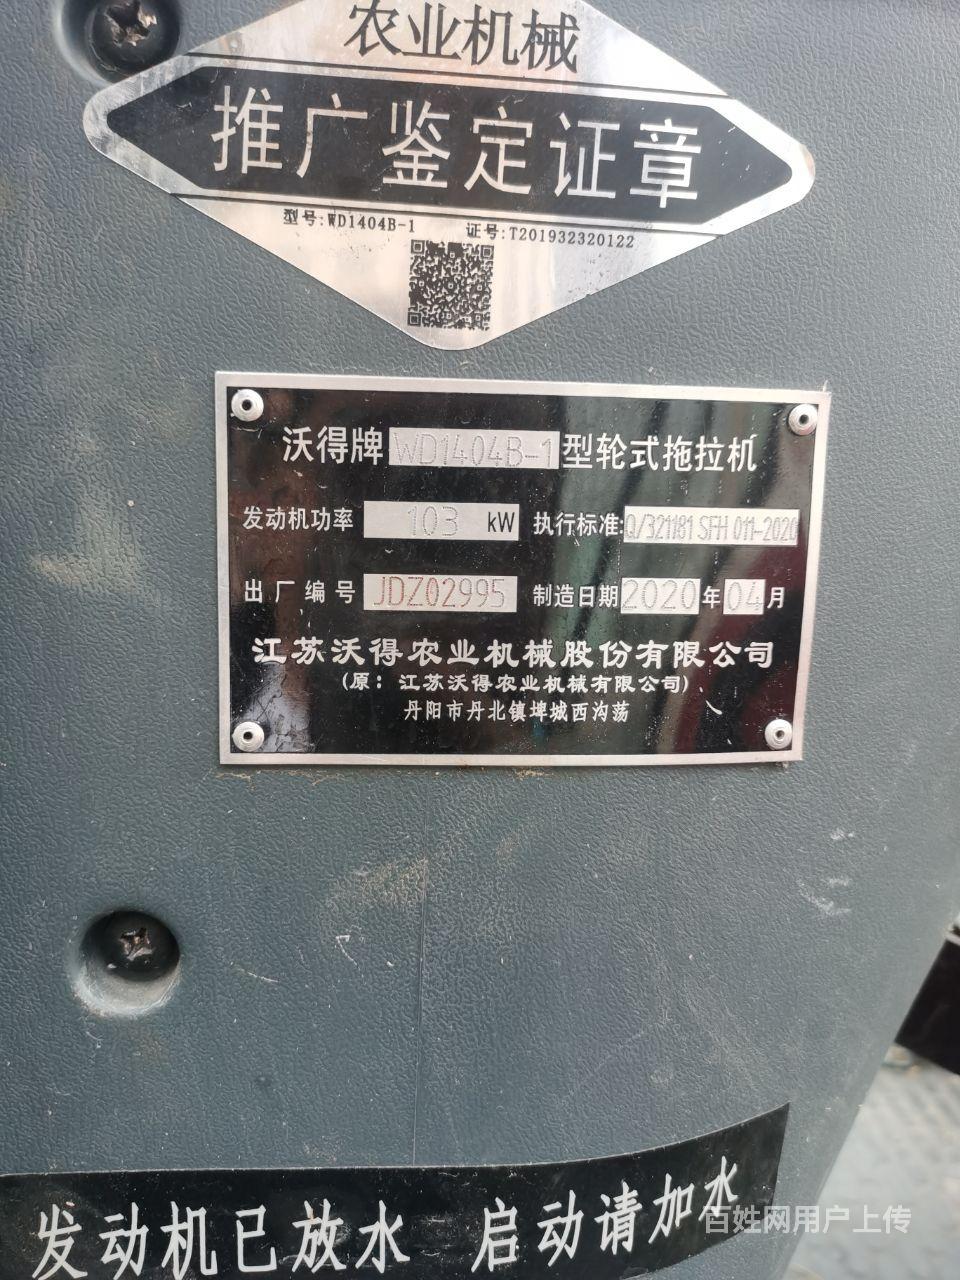 农业机械
推广鉴定证章
型号:WD1404B-1 证号:T201932320122
沃得牌WD1404B-1型轮式拖拉机
发动机功率 103 kW 执行标准:Q/321181 SFH 011-2020
出厂编号 JDZ02995 制造日期2020年04月
江苏沃得农业机械股份有限公司
(原:江苏沃得农业机械有限公司)
丹阳市丹北镇埤城西沟荡
发动机已放水 启动请加水
百姓网用户上传